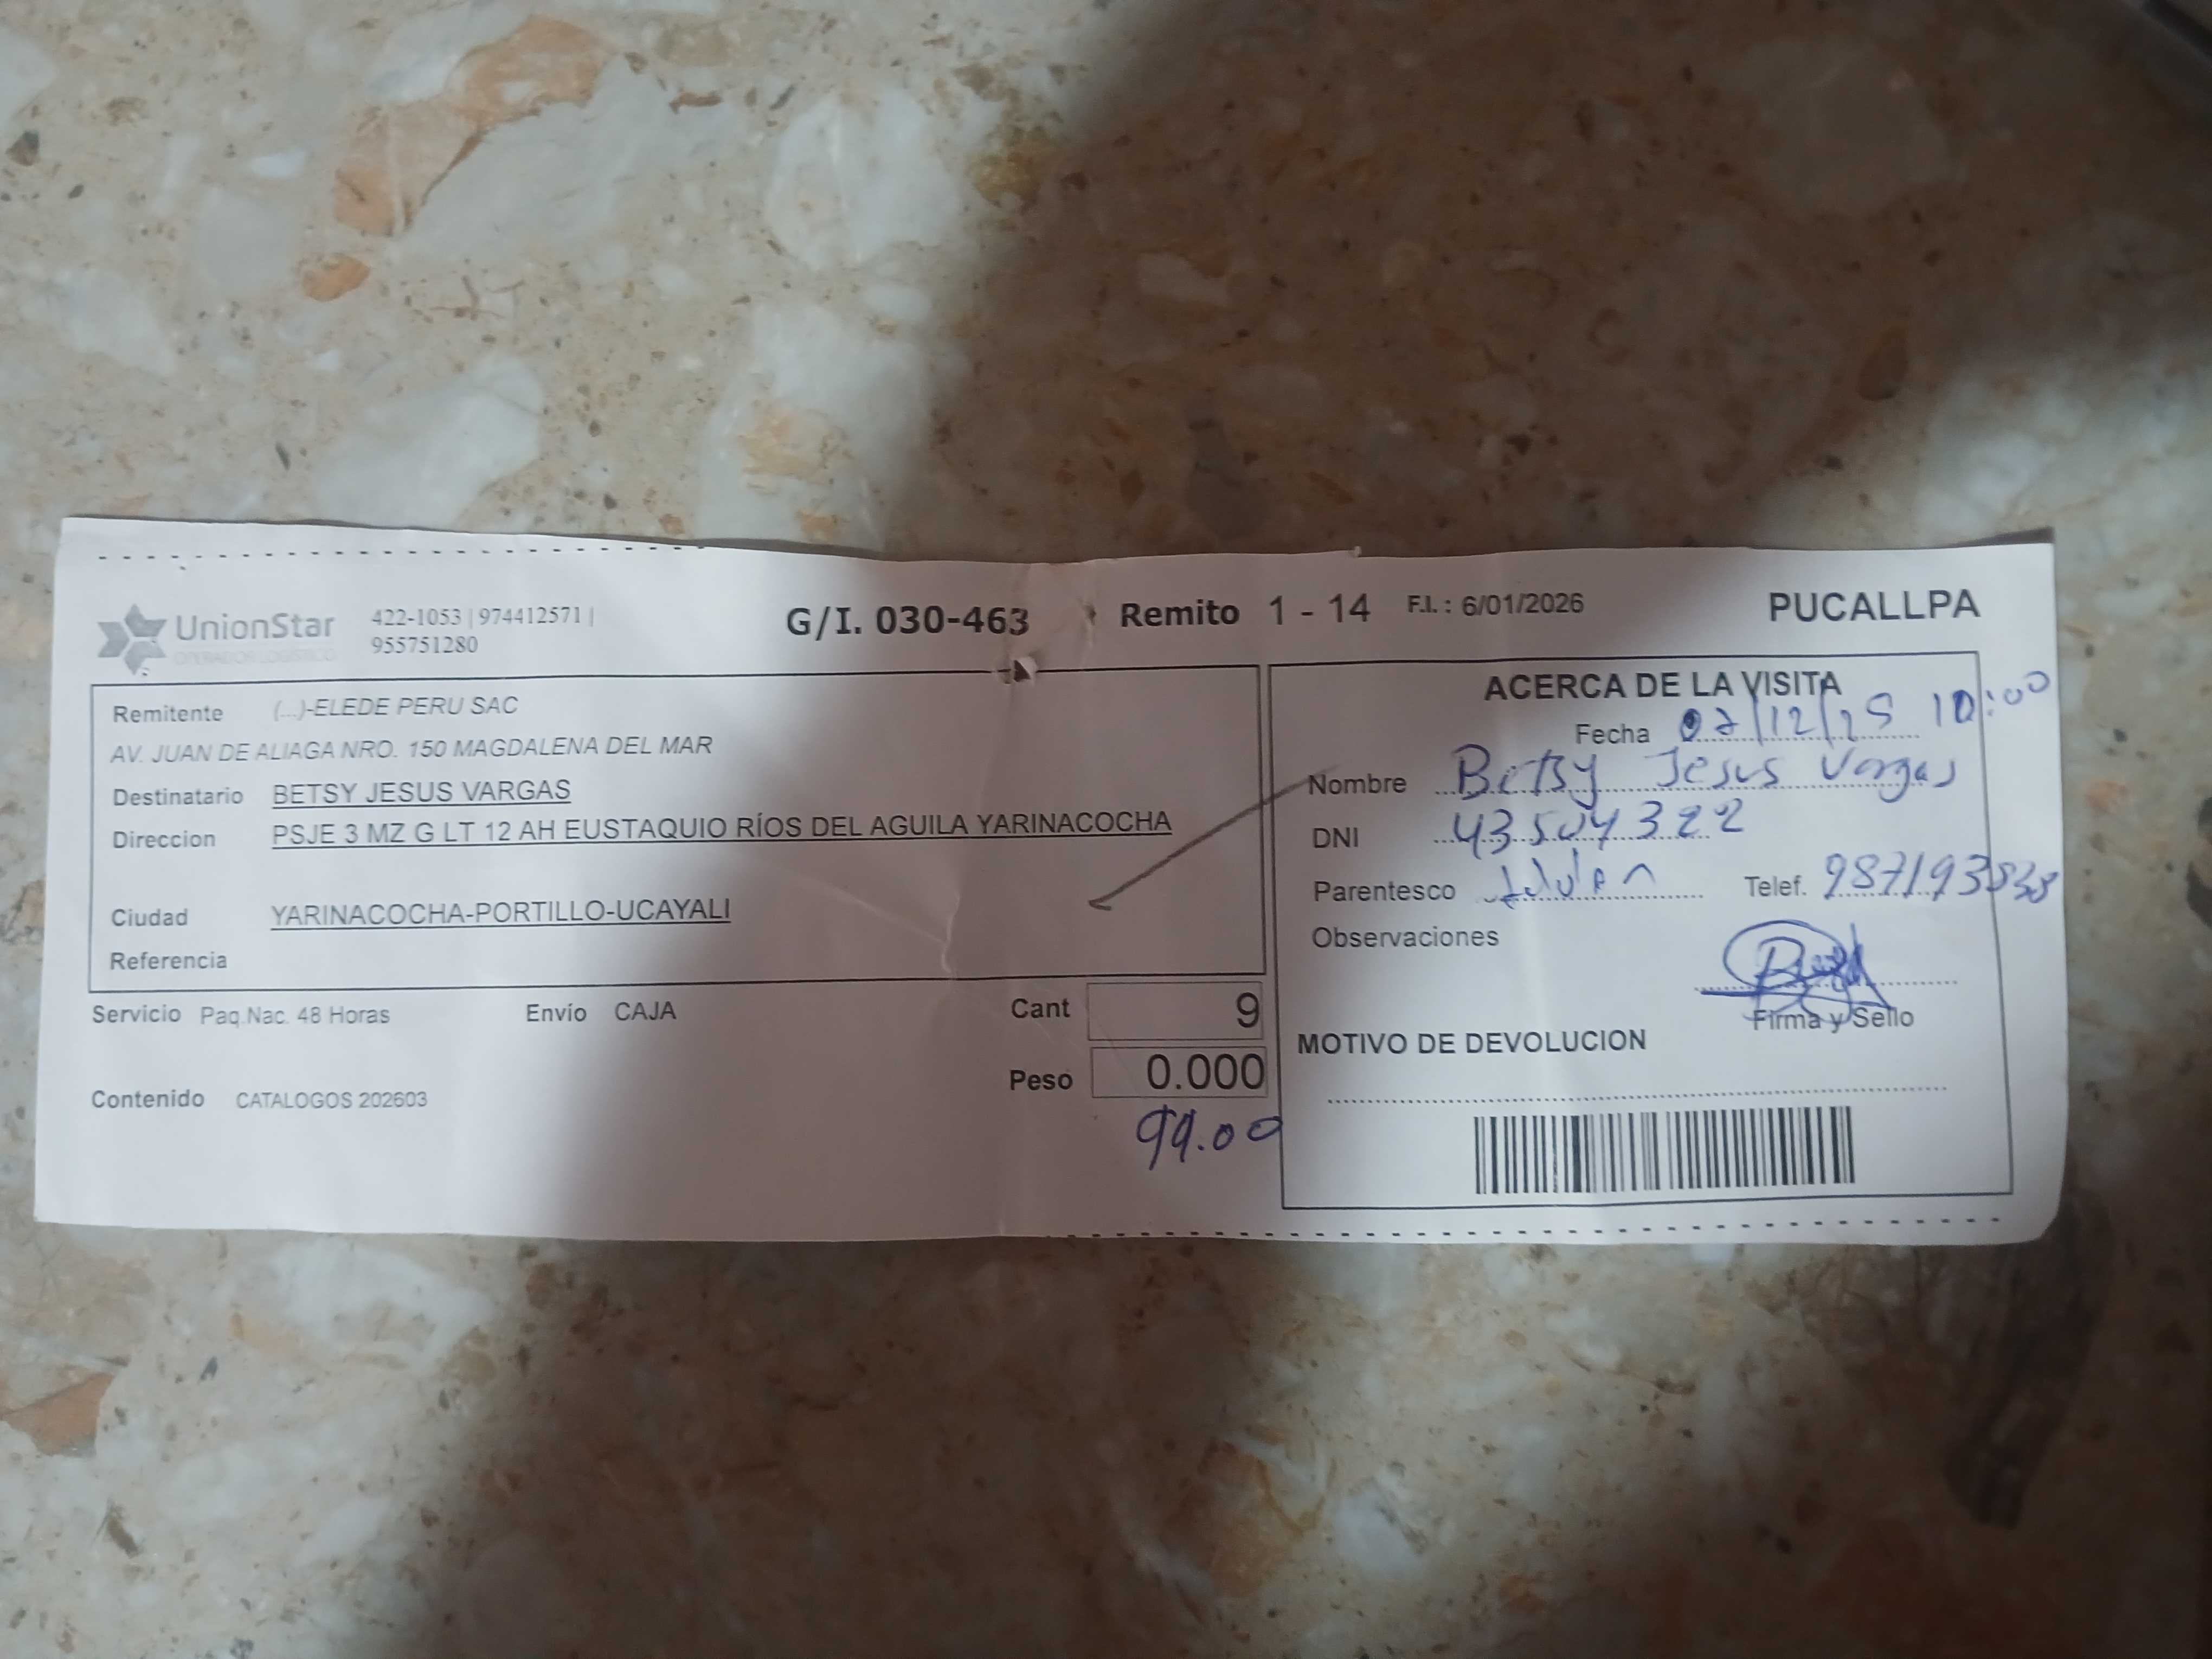 UnionStar
OPERADOR LOGISTICO
422-1053 | 974412571 |
955751280
G/I. 030-463 Remito 1 - 14 F.I.: 6/01/2026 PUCALLPA
Remitente (...)-ELEDE PERU SAC
AV. JUAN DE ALIAGA NRO. 150 MAGDALENA DEL MAR
Destinatario BETSY JESUS VARGAS
Direccion PSJE 3 MZ G LT 12 AH EUSTAQUIO RÍOS DEL AGUILA YARINACOCHA
Ciudad YARINACOCHA-PORTILLO-UCAYALI
Referencia
Servicio Paq.Nac. 48 Horas Envío CAJA Cant 9
Peso 0.000
Contenido CATALOGOS 202603
99.00
ACERCA DE LA VISITA
Fecha 10:00
Nombre Betsy Jesus Vargas
DNI 43504322
Parentesco Telef.
Observaciones
Firma y Sello
MOTIVO DE DEVOLUCION